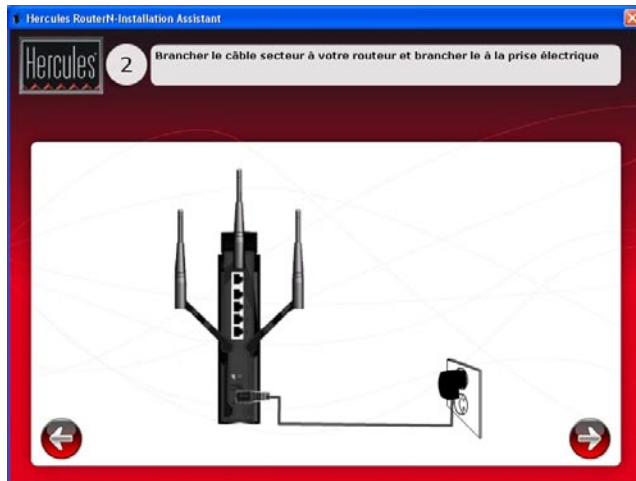 Hercules RouterN-Installation Assistant
Hercules
2
Brancher le câble secteur à votre routeur et brancher le à la prise électrique